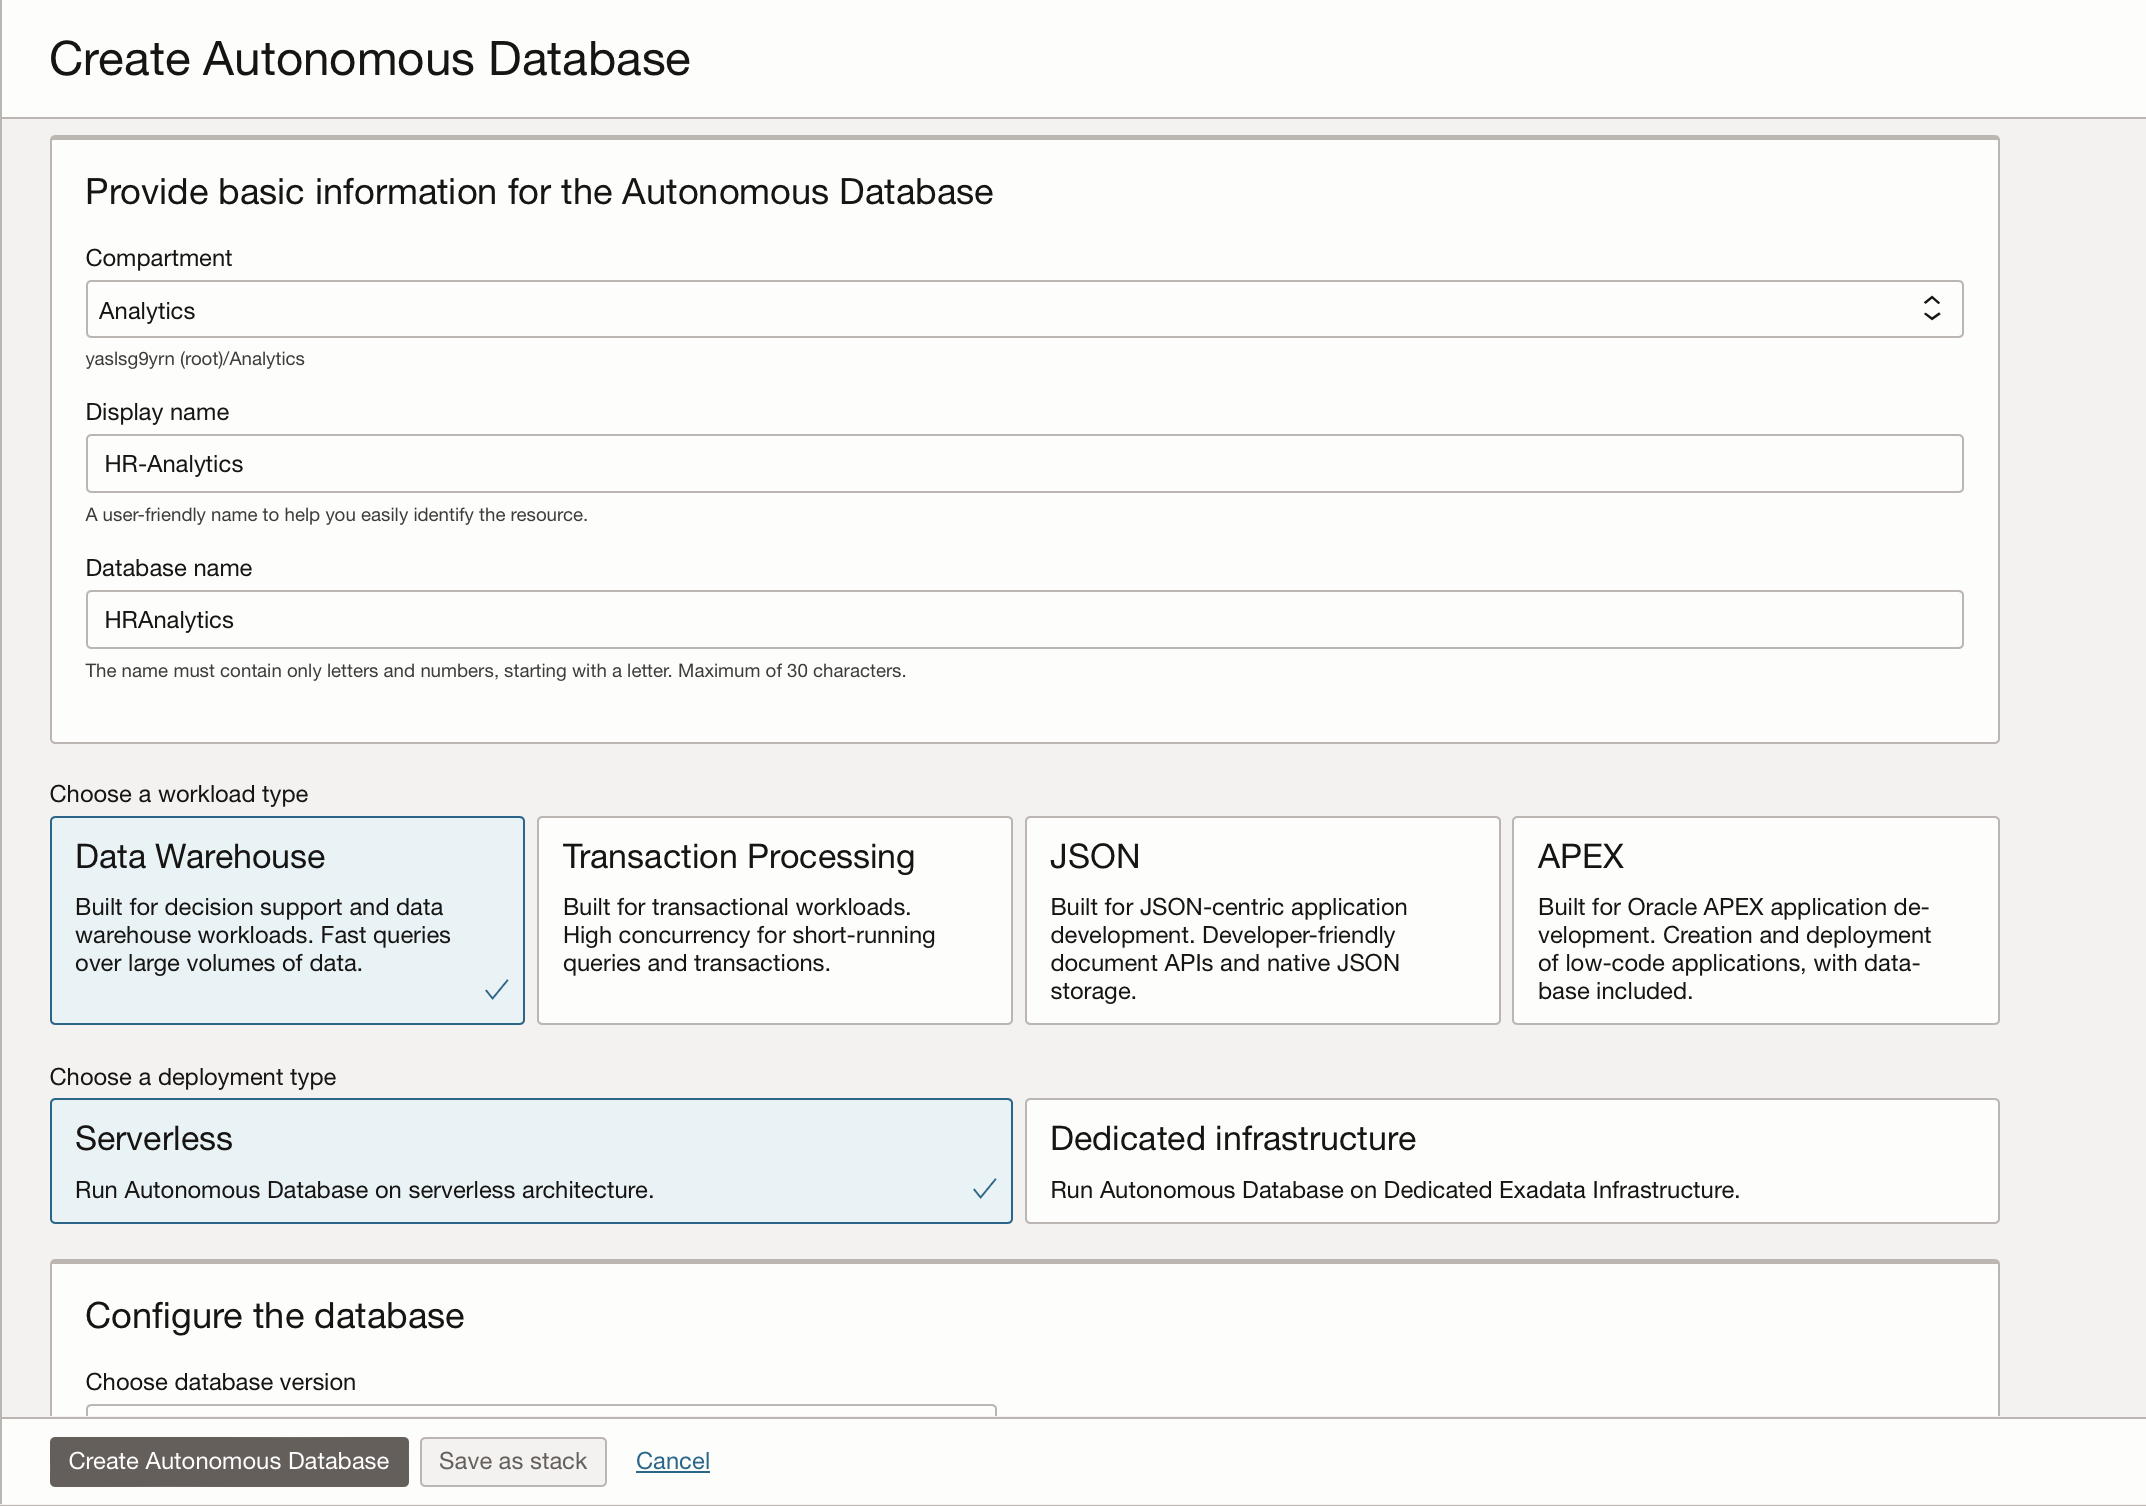 Create Autonomous Database
Provide basic information for the Autonomous Database
Compartment
Analytics
yaslsg9yrn (root)/Analytics
Display name
HR-Analytics
A user-friendly name to help you easily identify the resource.
Database name
HRAnalytics
The name must contain only letters and numbers, starting with a letter. Maximum of 30 characters.
Choose a workload type
Data Warehouse
Built for decision support and data
warehouse workloads. Fast queries
over large volumes of data.
Transaction Processing
Built for transactional workloads.
High concurrency for short-running
queries and transactions.
JSON
Built for JSON-centric application
development. Developer-friendly
document APIs and native JSON
storage.
APEX
Built for Oracle APEX application de-
velopment. Creation and deployment
of low-code applications, with data-
base included.
Choose a deployment type
Serverless
Run Autonomous Database on serverless architecture.
Dedicated infrastructure
Run Autonomous Database on Dedicated Exadata Infrastructure.
Configure the database
Choose database version
Create Autonomous Database
Save as stack
Cancel